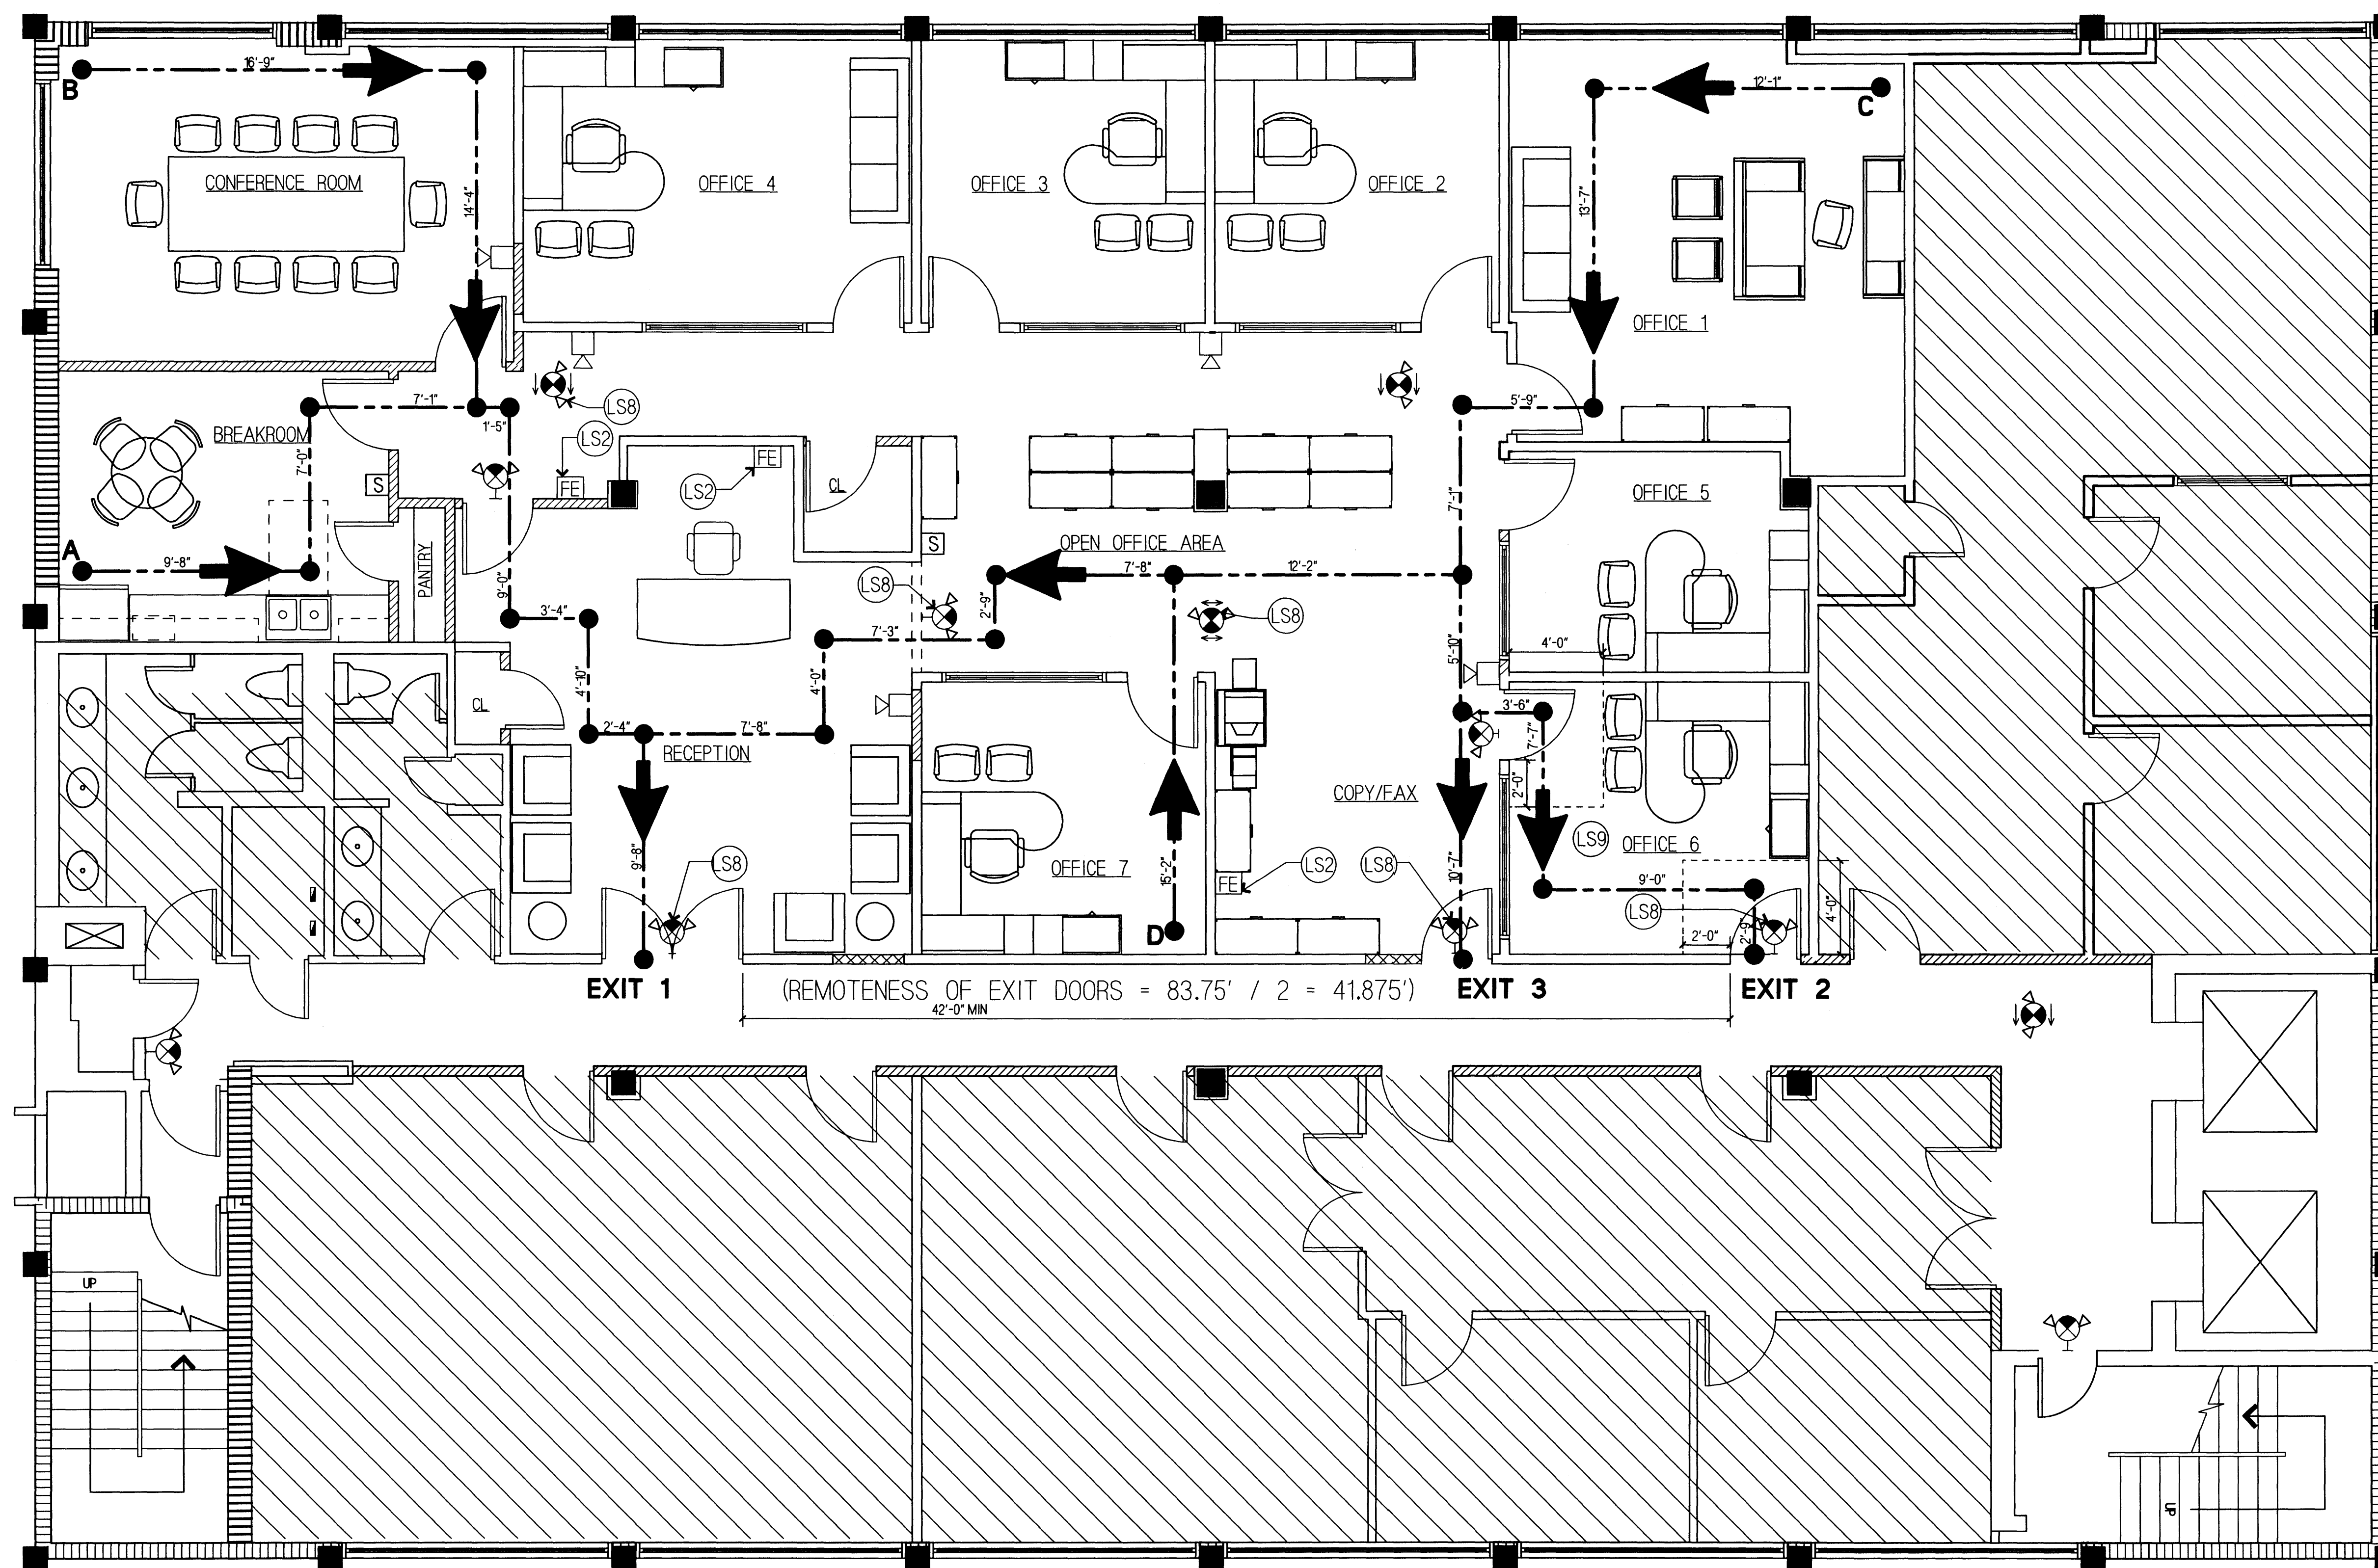 16'-9"
B
12'-1"
C
CONFERENCE ROOM
OFFICE 4
OFFICE 3
OFFICE 2
14'-4"
13'-7"
OFFICE 1
LS8
7'-1"
1'-5"
5'-9"
BREAKROOM
LS2
FE
FE
LS2
CL
7'-0"
S
7'-1"
OFFICE 5
A
9'-8"
PANTRY
9'-0"
S
OPEN OFFICE AREA
7'-8"
12'-2"
LS8
2'-9"
LS8
3'-4"
7'-3"
4'-0"
5'-10"
4'-10"
4'-0"
CL
3'-6"
2'-4"
7'-8"
RECEPTION
7'-7"
2'-0"
COPY/FAX
9'-8"
LS8
OFFICE 7
15'-2"
LS2
FE
LS8
10'-7"
LS9
OFFICE 6
9'-0"
LS8
4'-0"
D
2'-0"
2'-9"
EXIT 1
(REMOTENESS OF EXIT DOORS = 83.75' / 2 = 41.875')
EXIT 3
EXIT 2
42'-0" MIN
UP
UP